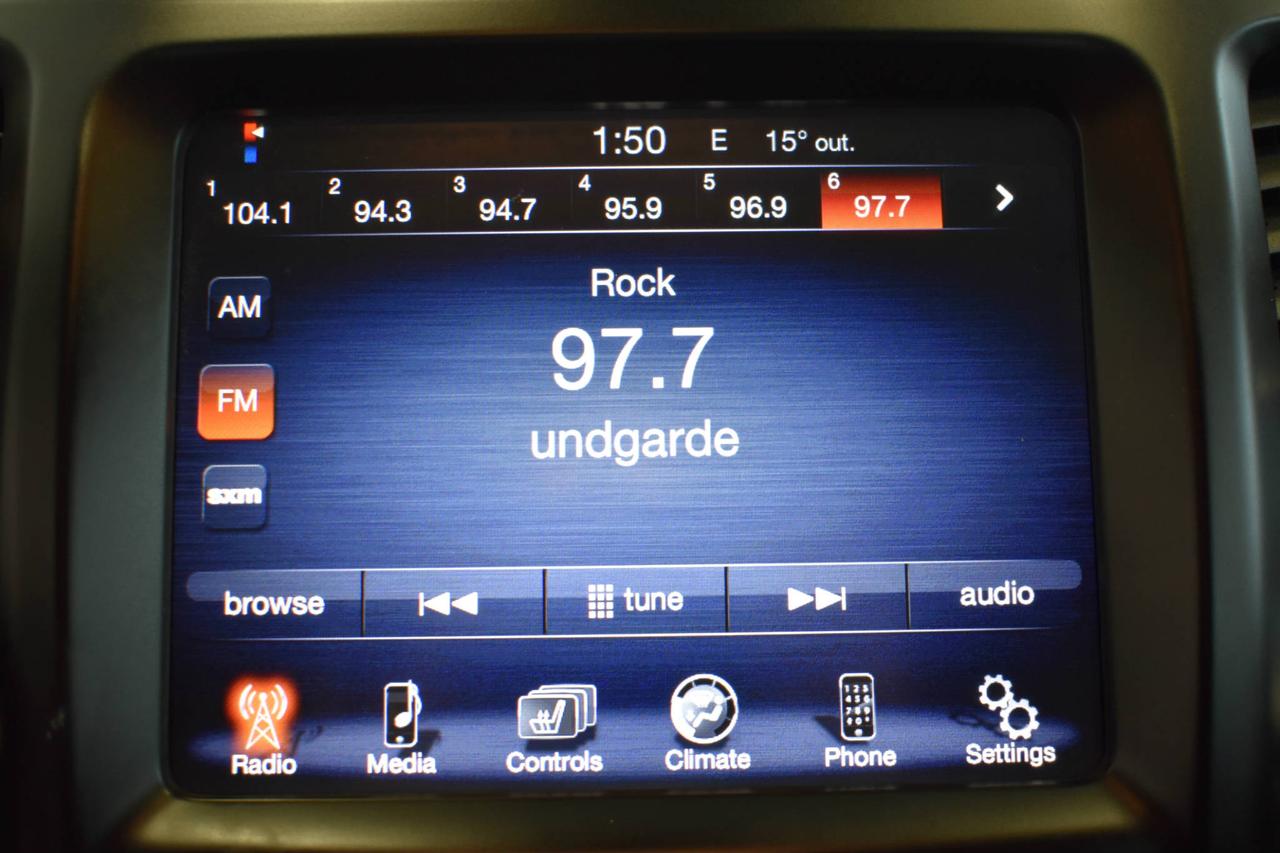 1:50 E 15° out.
1 104.1 2 94.3 3 94.7 4 95.9 5 96.9 6 97.7
Rock
AM
97.7
FM
undgarde
sxm
browse tune audio
Radio Media Controls Climate Phone Settings